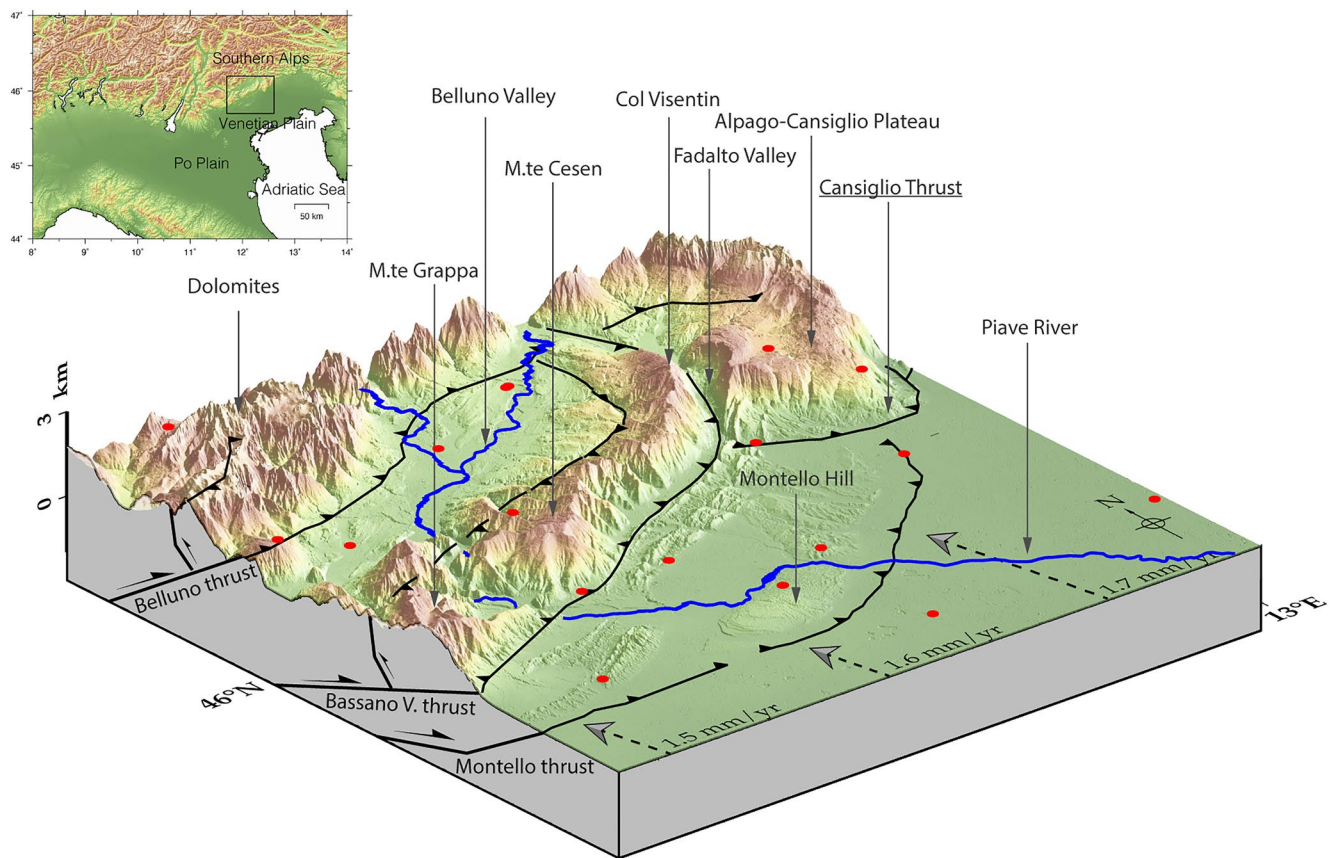 47˚
46˚
45˚
44˚
8˚
9˚
10˚
11˚
12˚
13˚
14˚
Southern Alps
Venetian Plain
Po Plain
Adriatic Sea
50 km
Belluno Valley
Col Visentin
Alpago-Cansiglio Plateau
M.te Cesen
Fadalto Valley
Cansiglio Thrust
M.te Grappa
Dolomites
Piave River
km
3
0
Montello Hill
N
Belluno thrust
1.7 mm/yr
13°E
1.6 mm/yr
46°N
Bassano V. thrust
1.5 mm/yr
Montello thrust